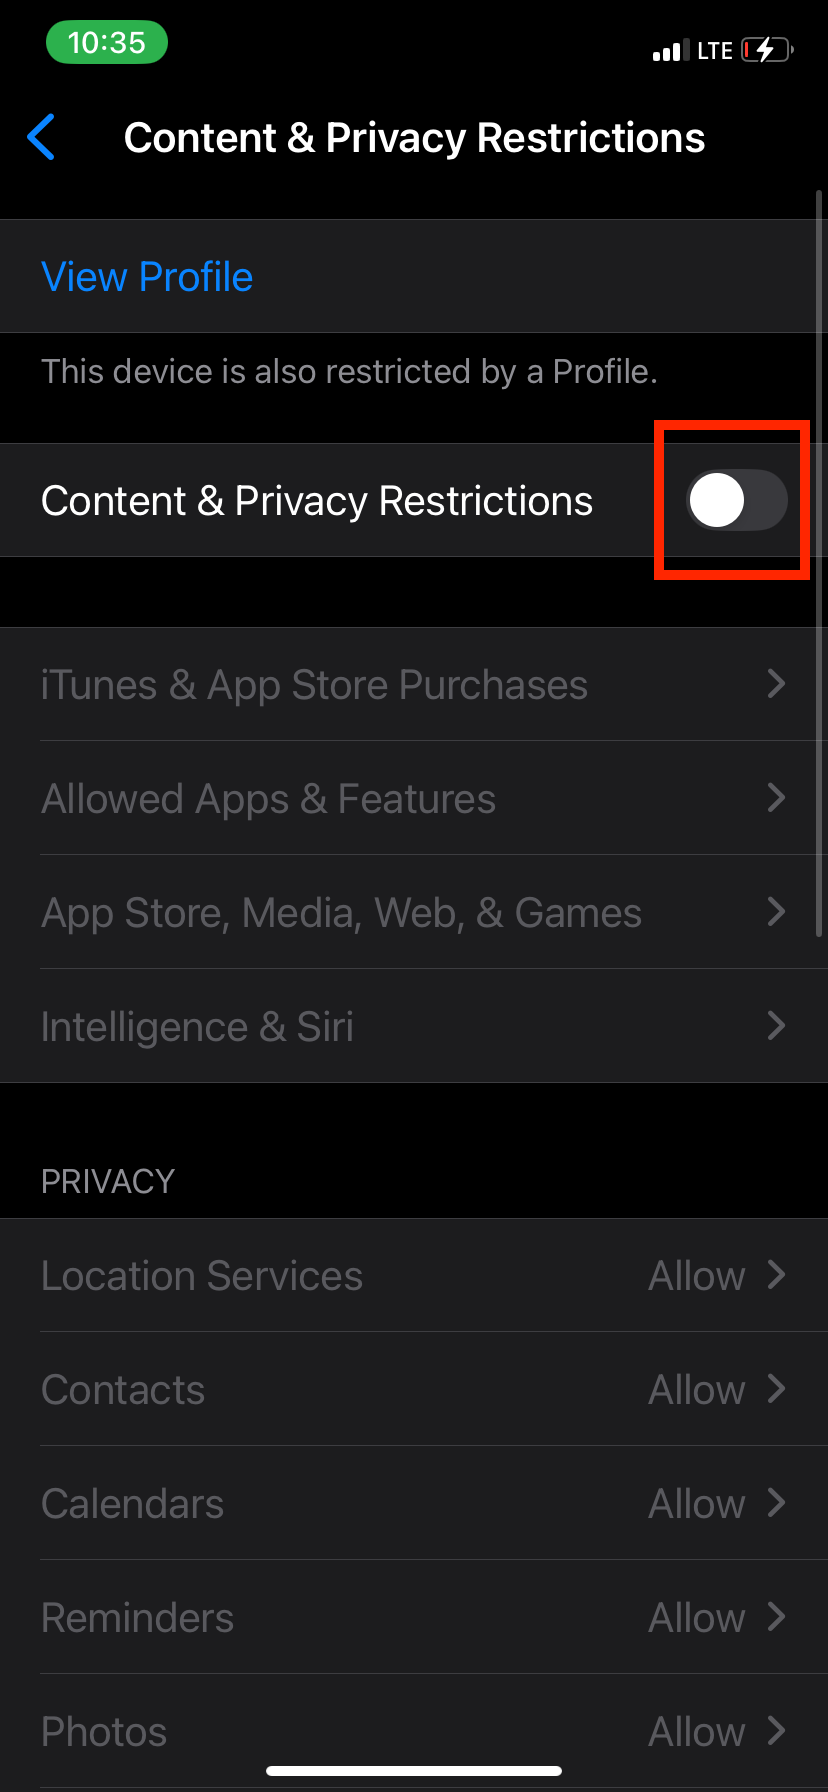 10:35
LTE
Content & Privacy Restrictions
View Profile
This device is also restricted by a Profile.
Content & Privacy Restrictions
iTunes & App Store Purchases
Allowed Apps & Features
App Store, Media, Web, & Games
Intelligence & Siri
PRIVACY
Location Services Allow
Contacts Allow
Calendars Allow
Reminders Allow
Photos Allow